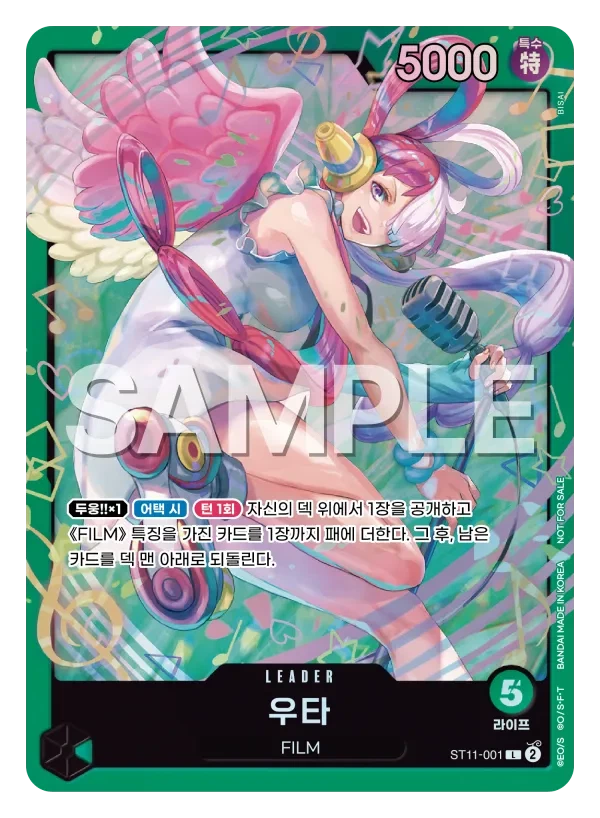 5000
특수
特
BISAI
SAMPLE
두웅!!×1 어택 시 턴 1회 자신의 덱 위에서 1장을 공개하고
《FILM》 특징을 가진 카드를 1장까지 패에 더한다. 그 후, 남은
카드를 덱 맨 아래로 되돌린다.
LEADER
우타
FILM
5
라이프
ST11-001 L 2
©EO/S ©O/S·F·T BANDAI MADE IN KOREA NOT FOR SALE